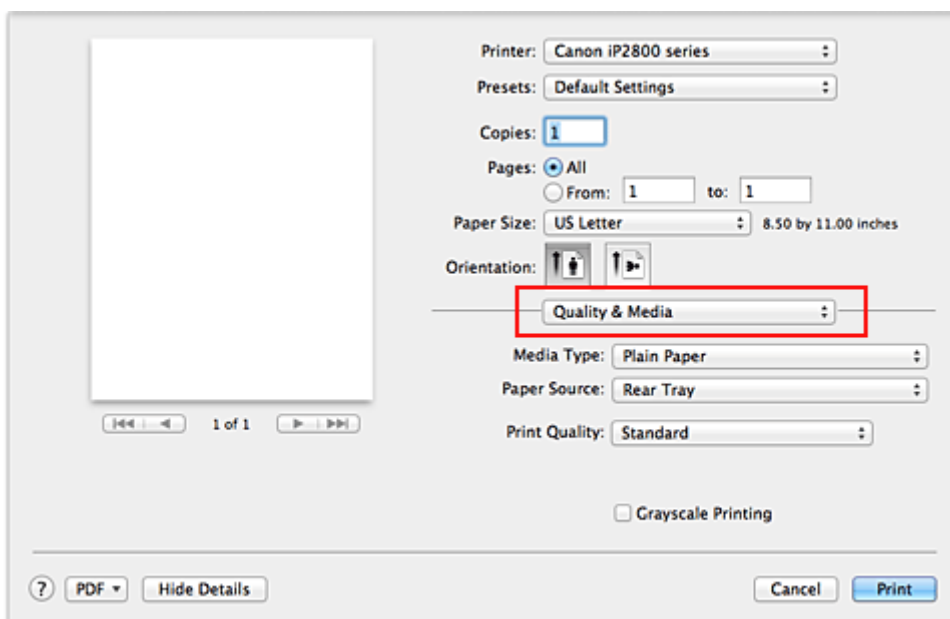 Printer: Canon iP2800 series
Presets: Default Settings
Copies: 1
Pages: All
From: 1 to: 1
Paper Size: US Letter 8.50 by 11.00 inches
Orientation:
Quality & Media
Media Type: Plain Paper
Paper Source: Rear Tray
1 of 1
Print Quality: Standard
Grayscale Printing
? PDF Hide Details Cancel Print